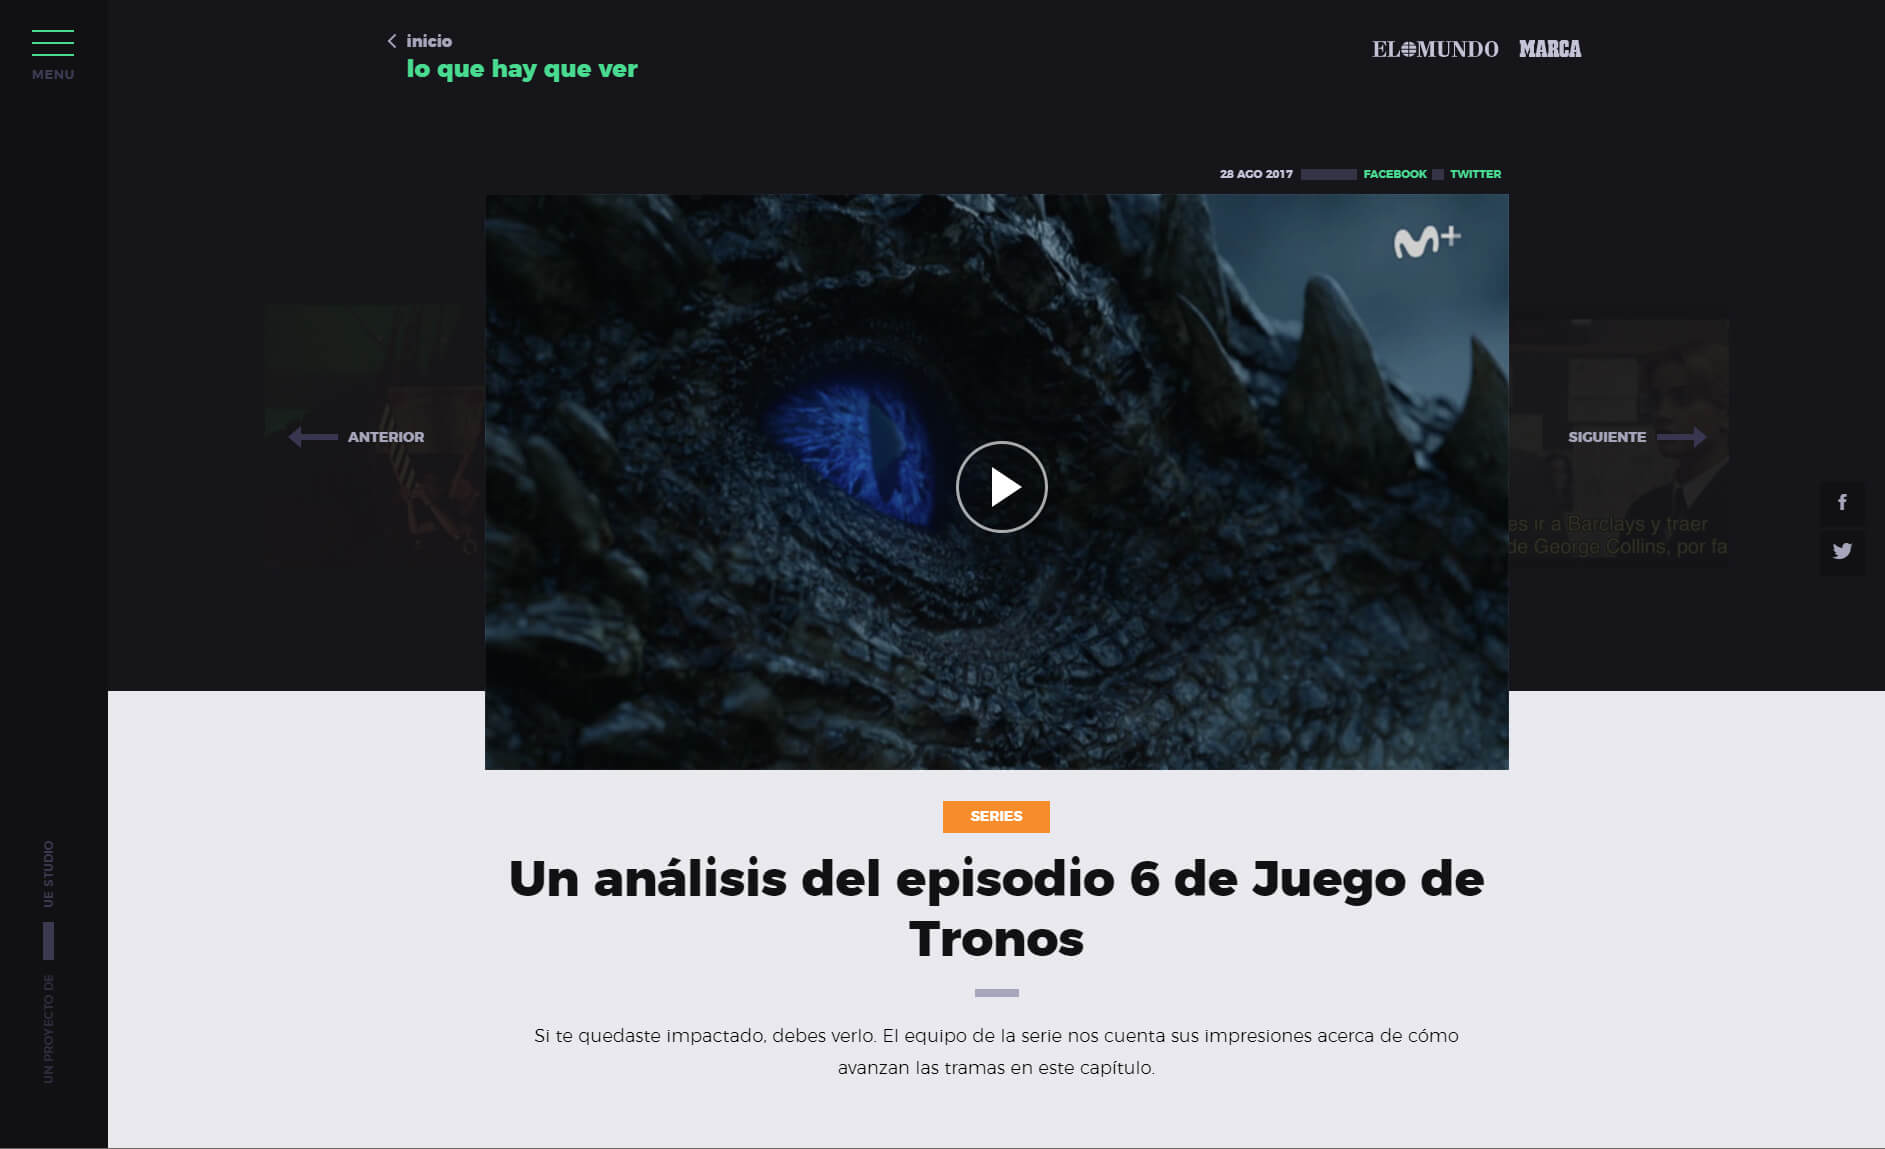 MENU
inicio
lo que hay que ver
EL MUNDO
MARCA
28 AGO 2017 FACEBOOK TWITTER
M+
ANTERIOR
SIGUIENTE
es ir a Barclays y traer
de George Collins, por fa
SERIES
Un análisis del episodio 6 de Juego de
Tronos
Si te quedaste impactado, debes verlo. El equipo de la serie nos cuenta sus impresiones acerca de cómo
avanzan las tramas en este capítulo.
UN PROYECTO DE UE STUDIO